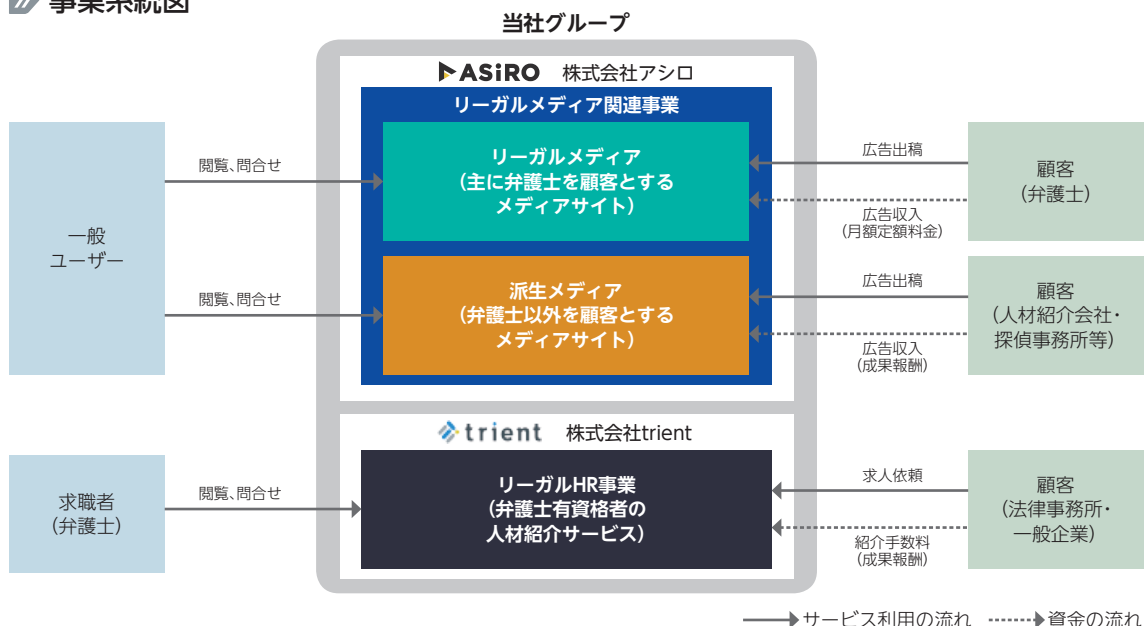 事業系統図
当社グループ
ASiRO 株式会社アシロ
リーガルメディア関連事業
一般
ユーザー
閲覧、問合せ
リーガルメディア
(主に弁護士を顧客とする
メディアサイト)
広告出稿
広告収入
(月額定額料金)
顧客
(弁護士)
閲覧、問合せ
派生メディア
(弁護士以外を顧客とする
メディアサイト)
広告出稿
広告収入
(成果報酬)
顧客
(人材紹介会社・
探偵事務所等)
trient 株式会社trient
求職者
(弁護士)
閲覧、問合せ
リーガルHR事業
(弁護士有資格者の
人材紹介サービス)
求人依頼
紹介手数料
(成果報酬)
顧客
(法律事務所・
一般企業)
サービス利用の流れ 資金の流れ